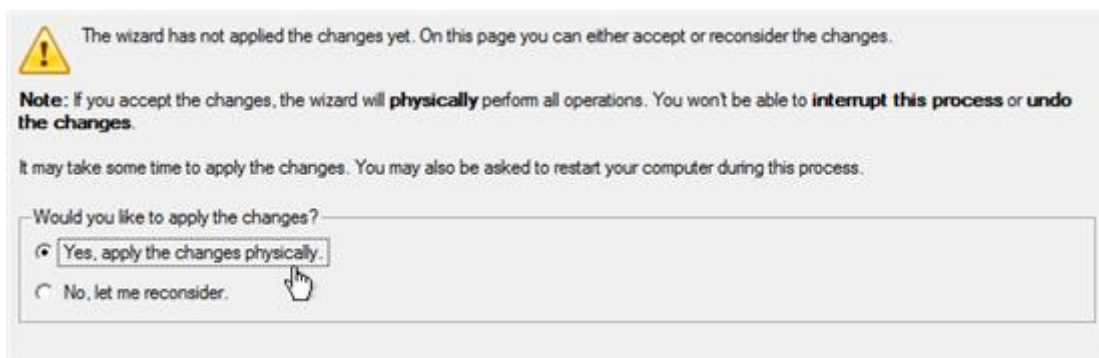 The wizard has not applied the changes yet. On this page you can either accept or reconsider the changes.
Note: If you accept the changes, the wizard will physically perform all operations. You won't be able to interrupt this process or undo
the changes.
It may take some time to apply the changes. You may also be asked to restart your computer during this process.
Would you like to apply the changes?
Yes, apply the changes physically.
No, let me reconsider.